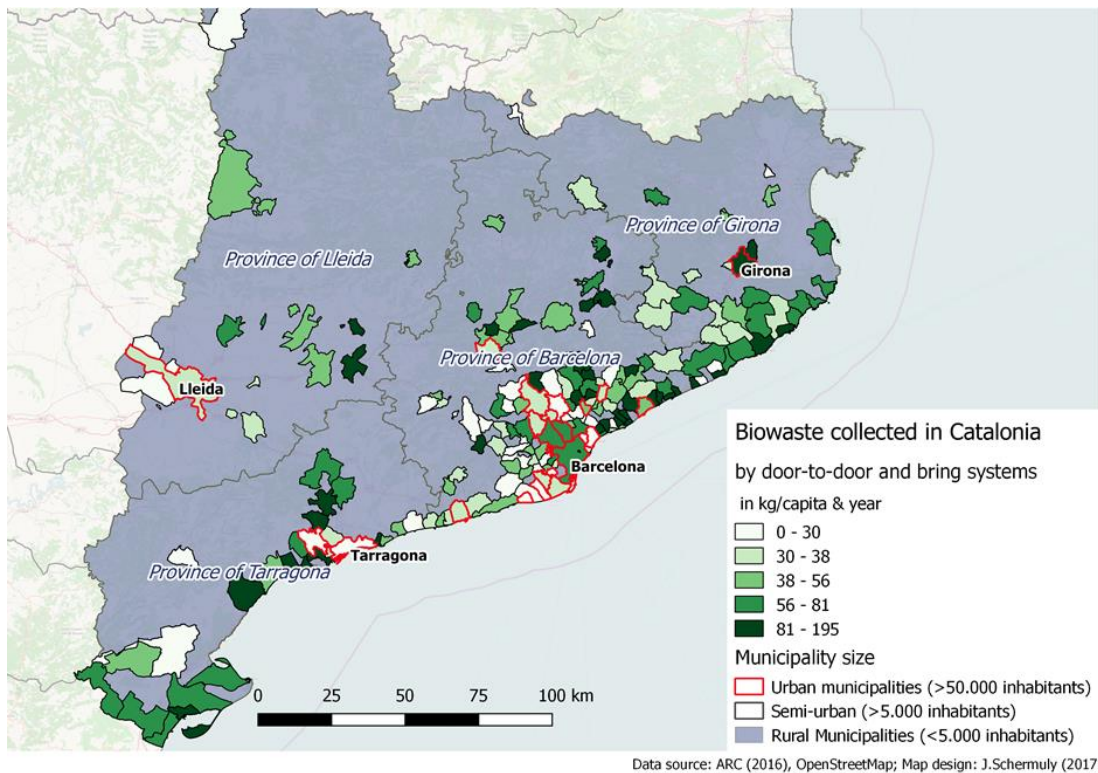 Province of Girona
Province of Lleida
Girona
Province of Barcelona
Lleida
Barcelona
Tarragona
Province of Tarragona
Biowaste collected in Catalonia
by door-to-door and bring systems
in kg/capita & year
0 - 30
30 - 38
38 - 56
56 - 81
81 - 195
Municipality size
Urban municipalities (>50.000 inhabitants)
Semi-urban (>5.000 inhabitants)
Rural Municipalities (<5.000 inhabitants)
0 25 50 75 100 km
Data source: ARC (2016), OpenStreetMap; Map design: J.Schermuly (2017